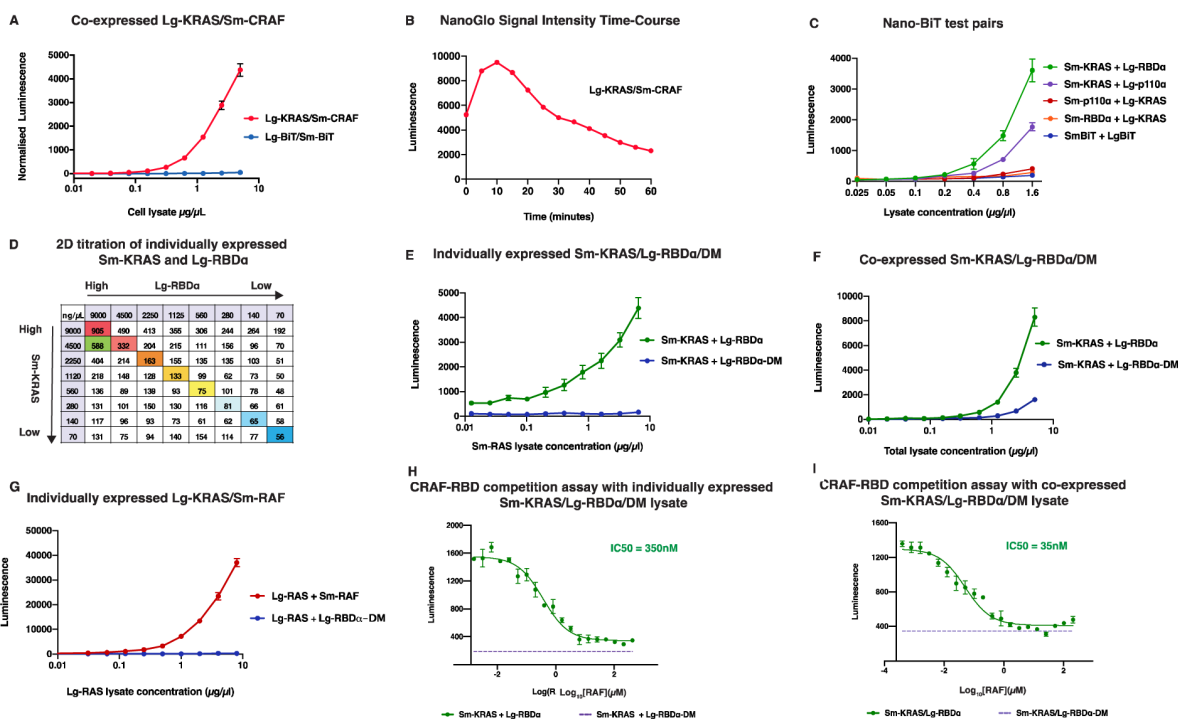 A
Co-expressed Lg-KRAS/Sm-CRAF
Normalised Luminescence
5000
4000
3000
2000
1000
0
0.01
0.1
1
10
Cell lysate µg/µL
Lg-KRAS/Sm-CRAF
Lg-BiT/Sm-BiT
B
NanoGlo Signal Intensity Time-Course
Luminescence
10000
8000
6000
4000
2000
0
0
10
20
30
40
50
60
Time (minutes)
Lg-KRAS/Sm-CRAF
C
Nano-BiT test pairs
Luminescence
4000
3000
2000
1000
0
0.025
0.05
0.1
0.2
0.4
0.8
1.6
Lysate concentration (µg/µl)
Sm-KRAS + Lg-RBDα
Sm-KRAS + Lg-p110α
Sm-p110α + Lg-KRAS
Sm-RBDα + Lg-KRAS
SmBiT + LgBiT
D
2D titration of individually expressed
Sm-KRAS and Lg-RBDα
High Lg-RBDα Low
ng/µL 9000 4500 2250 1125 560 280 140 70
High
9000 905 490 413 355 306 244 264 192
4500 588 332 204 215 111 156 96 70
2250 404 214 163 155 135 135 103 51
1120 218 148 128 133 99 62 73 50
560 136 89 138 93 75 101 78 48
280 131 101 150 130 116 81 66 61
140 117 96 93 73 61 62 65 58
70 131 75 94 140 154 114 77 56
Sm-KRAS
Low
E
Indvidually expressed Sm-KRAS/Lg-RBDα/DM
Luminescence
5000
4000
3000
2000
1000
0
0.01
0.1
1
10
Sm-RAS lysate concentration (µg/µl)
Sm-KRAS + Lg-RBDα
Sm-KRAS + Lg-RBDα-DM
F
Co-expressed Sm-KRAS/Lg-RBDα/DM
Luminescence
10000
8000
6000
4000
2000
0
0.01
0.1
1
10
Total lysate concentration (µg/µl)
Sm-KRAS + Lg-RBDα
Sm-KRAS + Lg-RBDα-DM
G
Individually expressed Lg-KRAS/Sm-RAF
Luminescence
50000
40000
30000
20000
10000
0
0.01
0.1
1
10
Lg-RAS lysate concentration (µg/µl)
Lg-RAS + Sm-RAF
Lg-RAS + Lg-RBDα-DM
H
CRAF-RBD competition assay with individually expressed
Sm-KRAS/Lg-RBDα/DM lysate
Luminescence
2000
1600
1200
800
400
-2
0
2
IC50 = 350nM
Log(R Log10[RAF](µM)
Sm-KRAS + Lg-RBDα
Sm-KRAS + Lg-RBDα-DM
I
CRAF-RBD competition assay with co-expressed
Sm-KRAS/Lg-RBDα/DM lysate
Luminescence
1600
1200
800
400
-4
-2
0
2
IC50 = 35nM
Log10[RAF](µM)
Sm-KRAS/Lg-RBDα
Sm-KRAS/Lg-RBDα-DM